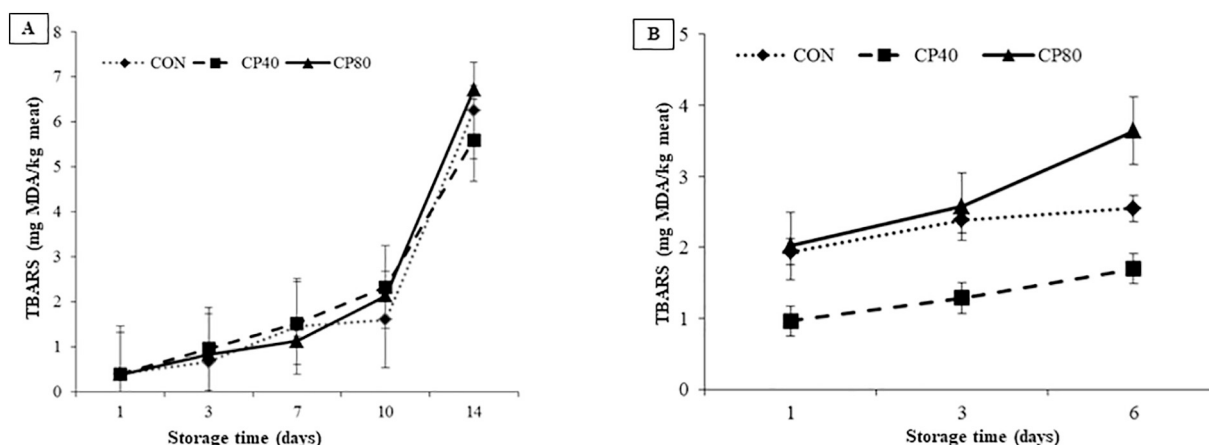 A
TBARS (mg MDA/kg meat)
8
7
6
5
4
3
2
1
0
CON CP40 CP80
1 3 7 10 14
Storage time (days)
B
TBARS (mg MDA/kg meat)
5
4
3
2
1
0
CON CP40 CP80
1 3 6
Storage time (days)